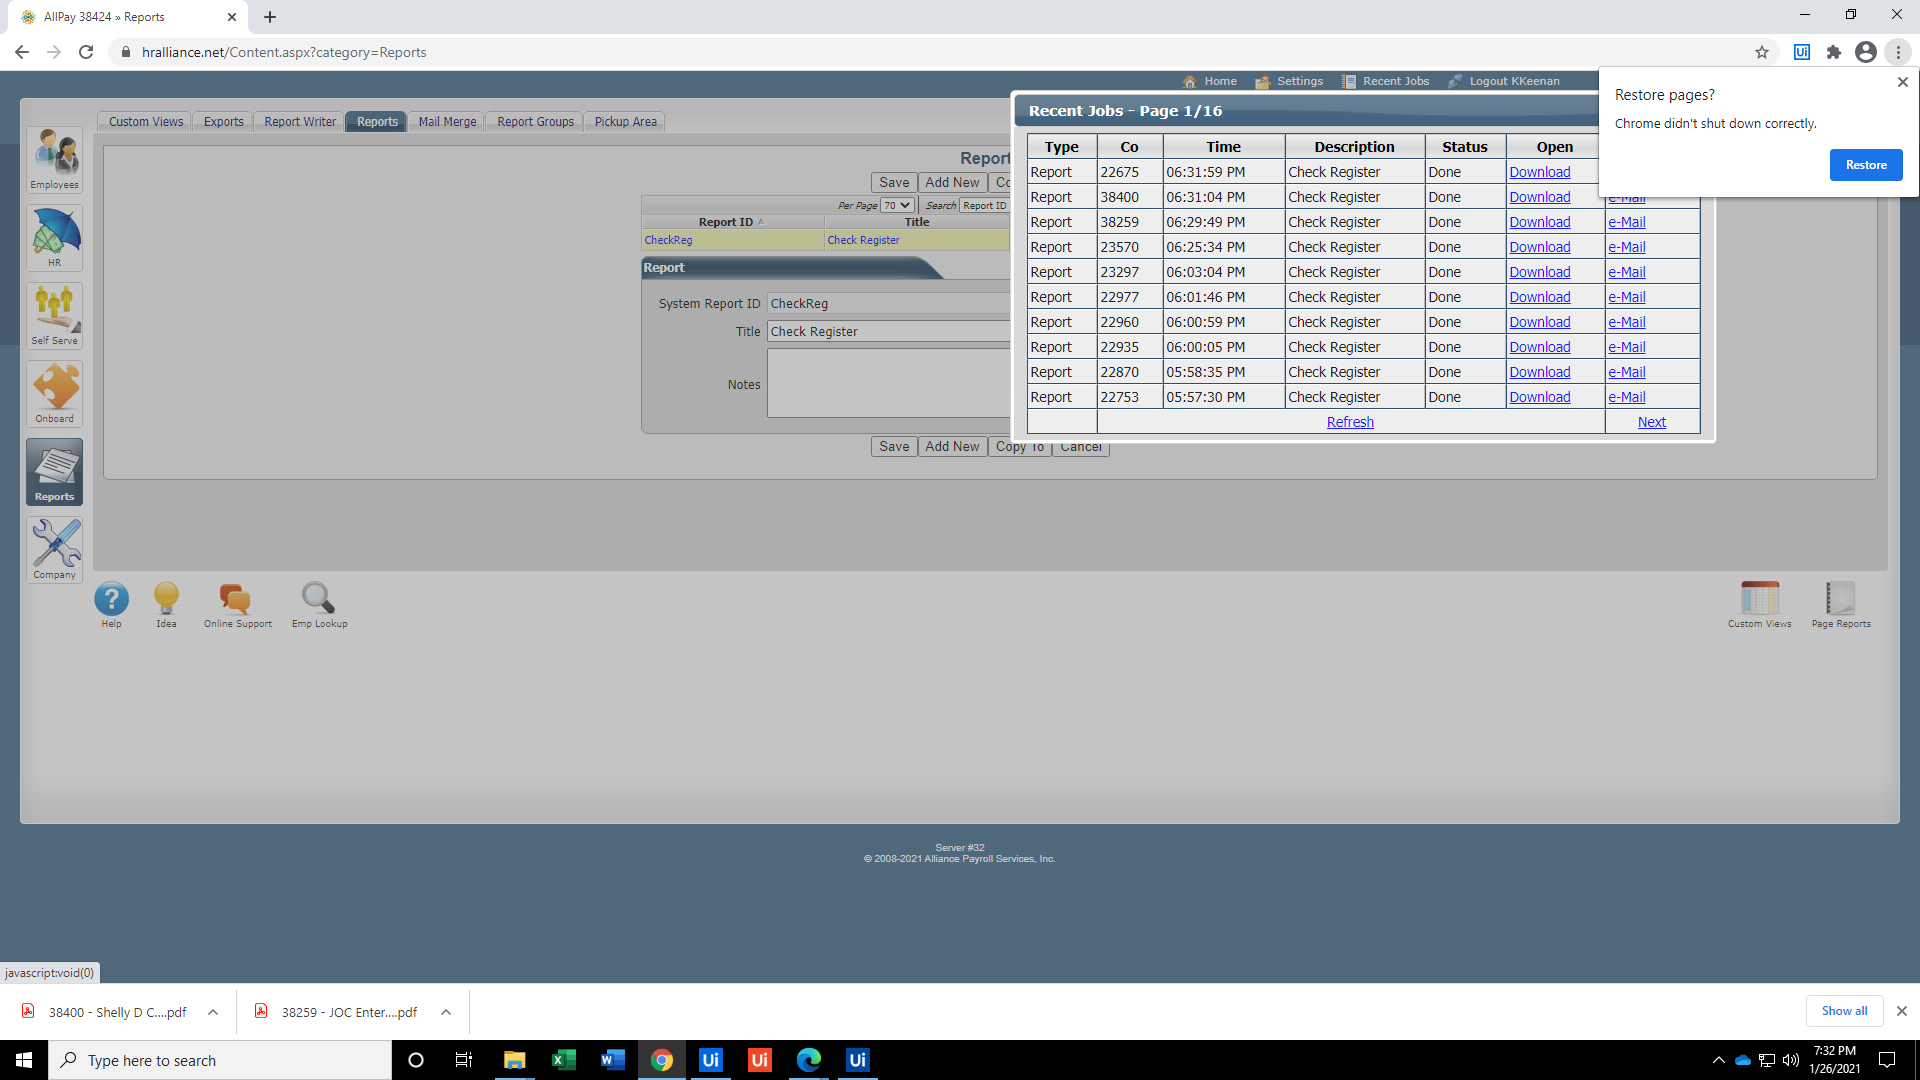 AllPay 38424 » Reports
hralliance.net/Content.aspx?category=Reports
Home Settings Recent Jobs Logout KKeenan
Restore pages?
Chrome didn't shut down correctly.
Restore
Custom Views Exports Report Writer Reports Mail Merge Report Groups Pickup Area
Employees
HR
Self Serve
Onboard
Reports
Company
Report
Save Add New Co
Per Page 70 Search Report ID
Report ID Title
CheckReg Check Register
Report
System Report ID CheckReg
Title Check Register
Notes
Save Add New Copy To Cancel
Recent Jobs - Page 1/16
Type Co Time Description Status Open
Report 22675 06:31:59 PM Check Register Done Download
Report 38400 06:31:04 PM Check Register Done Download e-Mail
Report 38259 06:29:49 PM Check Register Done Download e-Mail
Report 23570 06:25:34 PM Check Register Done Download e-Mail
Report 23297 06:03:04 PM Check Register Done Download e-Mail
Report 22977 06:01:46 PM Check Register Done Download e-Mail
Report 22960 06:00:59 PM Check Register Done Download e-Mail
Report 22935 06:00:05 PM Check Register Done Download e-Mail
Report 22870 05:58:35 PM Check Register Done Download e-Mail
Report 22753 05:57:30 PM Check Register Done Download e-Mail
Refresh Next
Help Idea Online Support Emp Lookup
Custom Views Page Reports
Server #32
© 2008-2021 Alliance Payroll Services, Inc.
javascript:void(0)
38400 - Shelly D C....pdf
38259 - JOC Enter....pdf
Show all
Type here to search
7:32 PM
1/26/2021